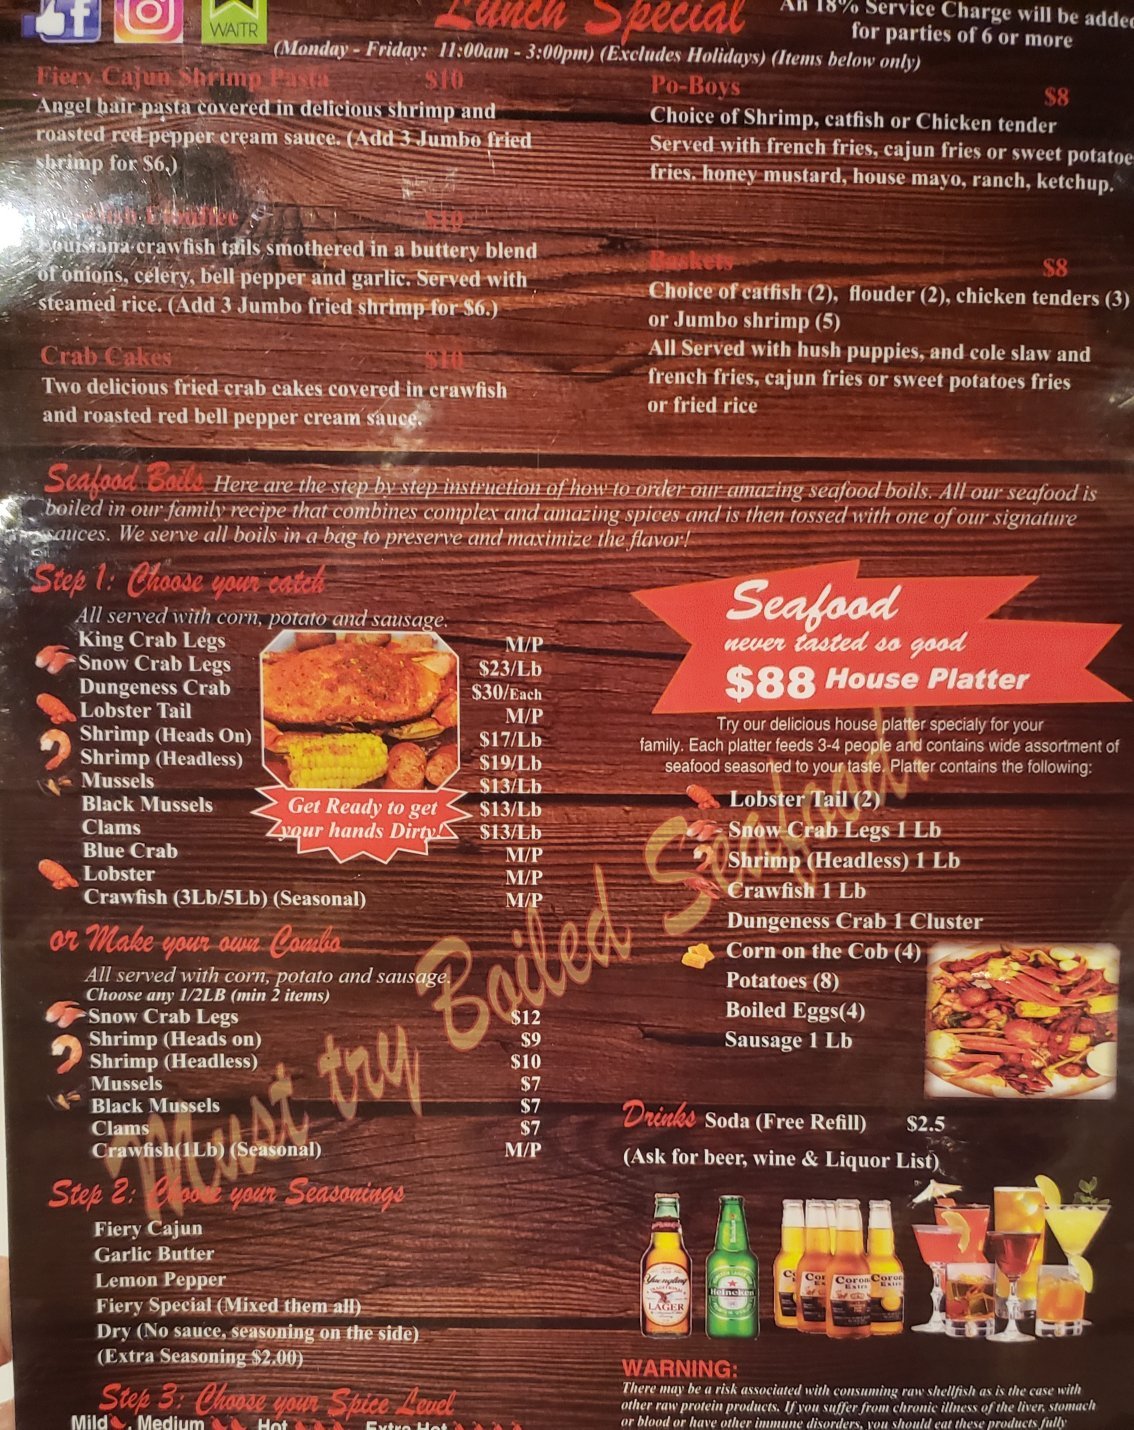 f
WAITR
Lunch Special
An 18% Service Charge will be added
for parties of 6 or more
(Monday - Friday: 11:00am - 3:00pm) (Excludes Holidays) (Items below only)
Fiery Cajun Shrimp Pasta $10
Angel hair pasta covered in delicious shrimp and
roasted red pepper cream sauce. (Add 3 Jumbo fried
shrimp for $6.)
$10
Louisiana crawfish tails smothered in a buttery blend
of onions, celery, bell pepper and garlic. Served with
steamed rice. (Add 3 Jumbo fried shrimp for $6.)
Crab Cakes $10
Two delicious fried crab cakes covered in crawfish
and roasted red bell pepper cream sauce.
Po-Boys $8
Choice of Shrimp, catfish or Chicken tender
Served with french fries, cajun fries or sweet potatoe
fries. honey mustard, house mayo, ranch, ketchup.
Baskets $8
Choice of catfish (2), flouder (2), chicken tenders (3)
or Jumbo shrimp (5)
All Served with hush puppies, and cole slaw and
french fries, cajun fries or sweet potatoes fries
or fried rice
Seafood Boils Here are the step by step instruction of how to order our amazing seafood boils. All our seafood is
boiled in our family recipe that combines complex and amazing spices and is then tossed with one of our signature
sauces. We serve all boils in a bag to preserve and maximize the flavor!
Step 1: Choose your catch
All served with corn, potato and sausage.
King Crab Legs M/P
Snow Crab Legs $23/Lb
Dungeness Crab $30/Each
Lobster Tail M/P
Shrimp (Heads On) $17/Lb
Shrimp (Headless) $19/Lb
Mussels $13/Lb
Black Mussels $13/Lb
Clams $13/Lb
Blue Crab M/P
Lobster M/P
Crawfish (3Lb/5Lb) (Seasonal) M/P
Get Ready to get
your hands Dirty!
or Make your own Combo
All served with corn, potato and sausage.
Choose any 1/2LB (min 2 items)
Snow Crab Legs $12
Shrimp (Heads on) $9
Shrimp (Headless) $10
Mussels $7
Black Mussels $7
Clams $7
Crawfish(1Lb) (Seasonal) M/P
Must try Boiled Seafood
Step 2: Choose your Seasonings
Fiery Cajun
Garlic Butter
Lemon Pepper
Fiery Special (Mixed them all)
Dry (No sauce, seasoning on the side)
(Extra Seasoning $2.00)
Step 3: Choose your Spice Level
Mild , Medium Hot Extra Hot
Seafood
never tasted so good
$88 House Platter
Try our delicious house platter specialy for your
family. Each platter feeds 3-4 people and contains wide assortment of
seafood seasoned to your taste. Platter contains the following:
Lobster Tail (2)
Snow Crab Legs 1 Lb
Shrimp (Headless) 1 Lb
Crawfish 1 Lb
Dungeness Crab 1 Cluster
Corn on the Cob (4)
Potatoes (8)
Boiled Eggs(4)
Sausage 1 Lb
Drinks Soda (Free Refill) $2.5
(Ask for beer, wine & Liquor List)
Yuengling
LAGER
Heineken
Corona
Extra
WARNING:
There may be a risk associated with consuming raw shellfish as is the case with
other raw protein products. If you suffer from chronic illness of the liver, stomach
or blood or have other immune disorders, you should eat these products fully